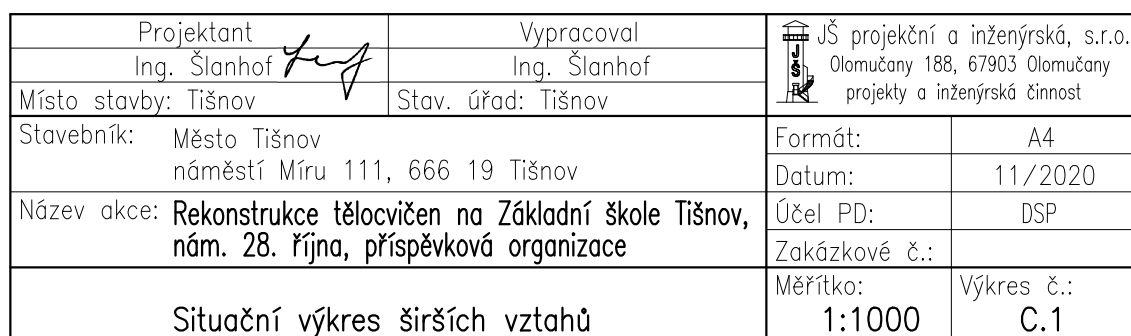 Projektant
Vypracoval
Ing. Šlanhof
Ing. Šlanhof
Místo stavby: Tišnov
Stav. úřad: Tišnov
JŠ projekční a inženýrská, s.r.o.
Olomučany 188, 67903 Olomučany
projekty a inženýrská činnost
Stavebník: Město Tišnov
náměstí Míru 111, 666 19 Tišnov
Formát: A4
Datum: 11/2020
Název akce: Rekonstrukce tělocvičen na Základní škole Tišnov,
nám. 28. října, příspěvková organizace
Účel PD: DSP
Zakázkové č.:
Situační výkres širších vztahů
Měřítko:
1:1000
Výkres č.:
C.1